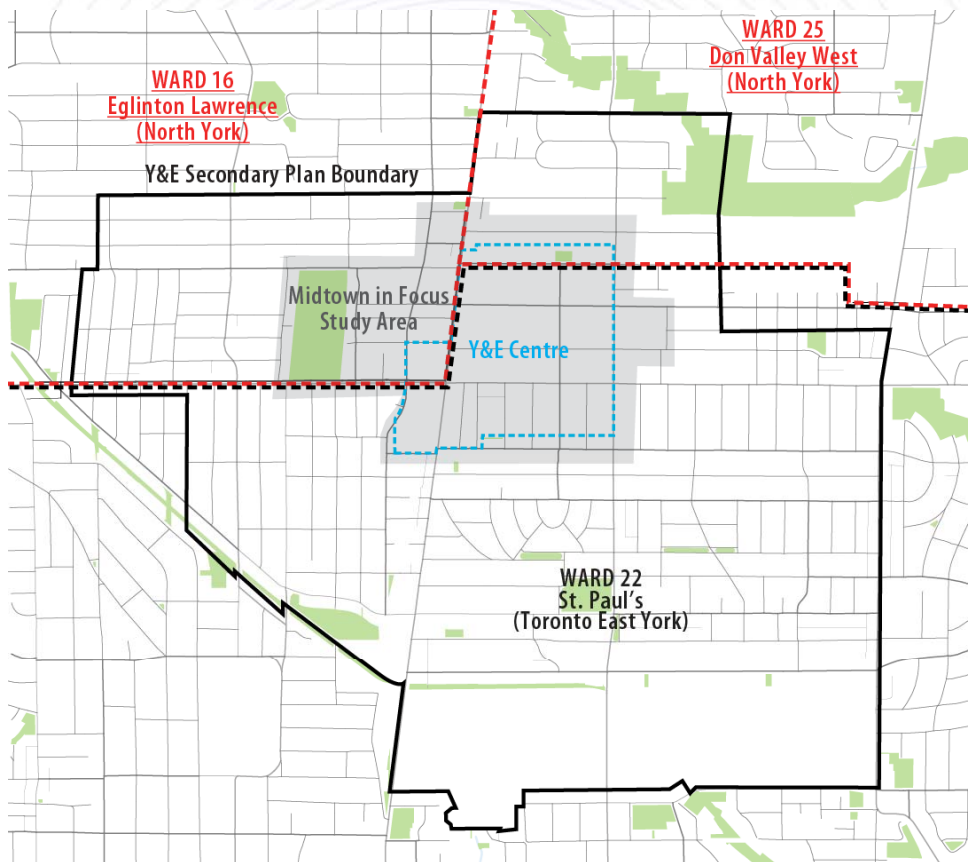 WARD 16
Eglinton Lawrence
(North York)
WARD 25
Don Valley West
(North York)
Y&E Secondary Plan Boundary
Midtown in Focus
Study Area
Y&E Centre
WARD 22
St. Paul's
(Toronto East York)